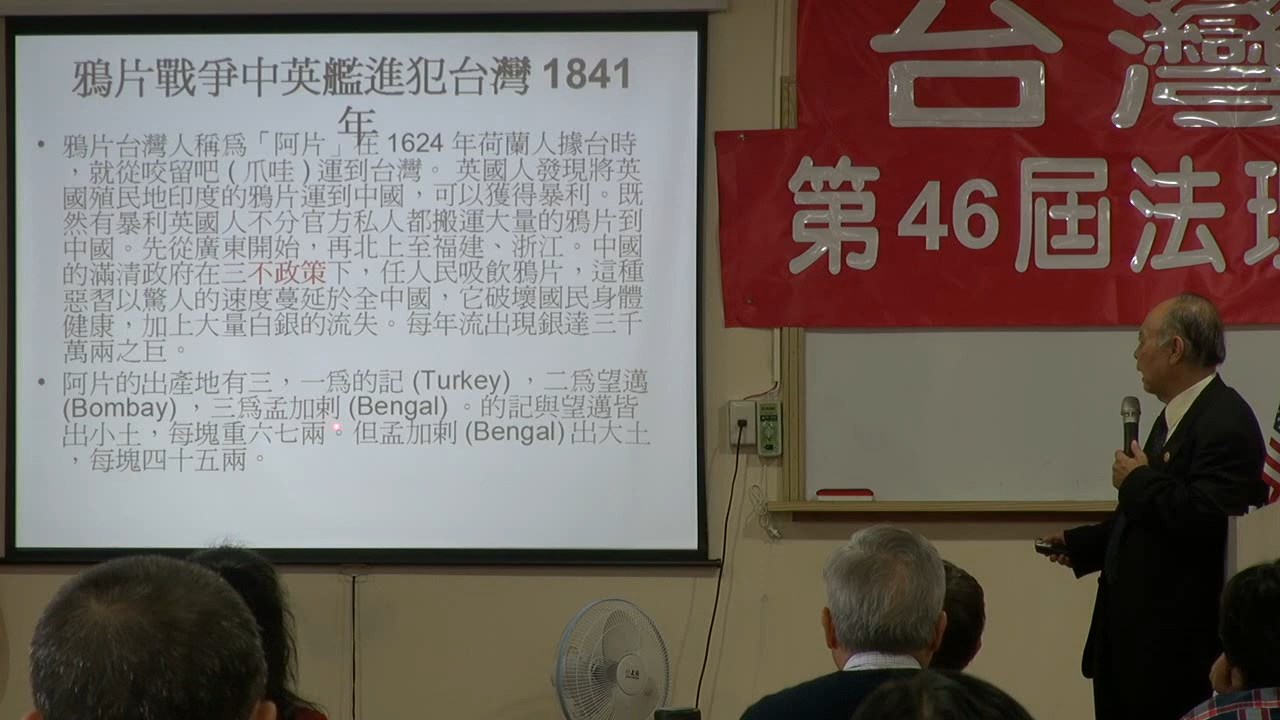 鴉片戰爭中英艦進犯台灣 1841
年
• 鴉片台灣人稱為「阿片」在 1624 年荷蘭人據台時
，就從咬留吧 ( 爪哇 ) 運到台灣。 英國人發現將英
國殖民地印度的鴉片運到中國，可以獲得暴利。既
然有暴利英國人不分官方私人都搬運大量的鴉片到
中國。先從廣東開始，再北上至福建、浙江。中國
的滿清政府在三不政策下，任人民吸飲鴉片，這種
惡習以驚人的速度蔓延於全中國，它破壞國民身體
健康，加上大量白銀的流失。每年流出現銀達三千
萬兩之巨。
• 阿片的出產地有三，一為的記 (Turkey) ，二為望邁
(Bombay) ，三為孟加剌 (Bengal) 。的記與望邁皆
出小土，每塊重六七兩。但孟加剌 (Bengal) 出大土
，每塊四十五兩。
台灣
第46屆法理